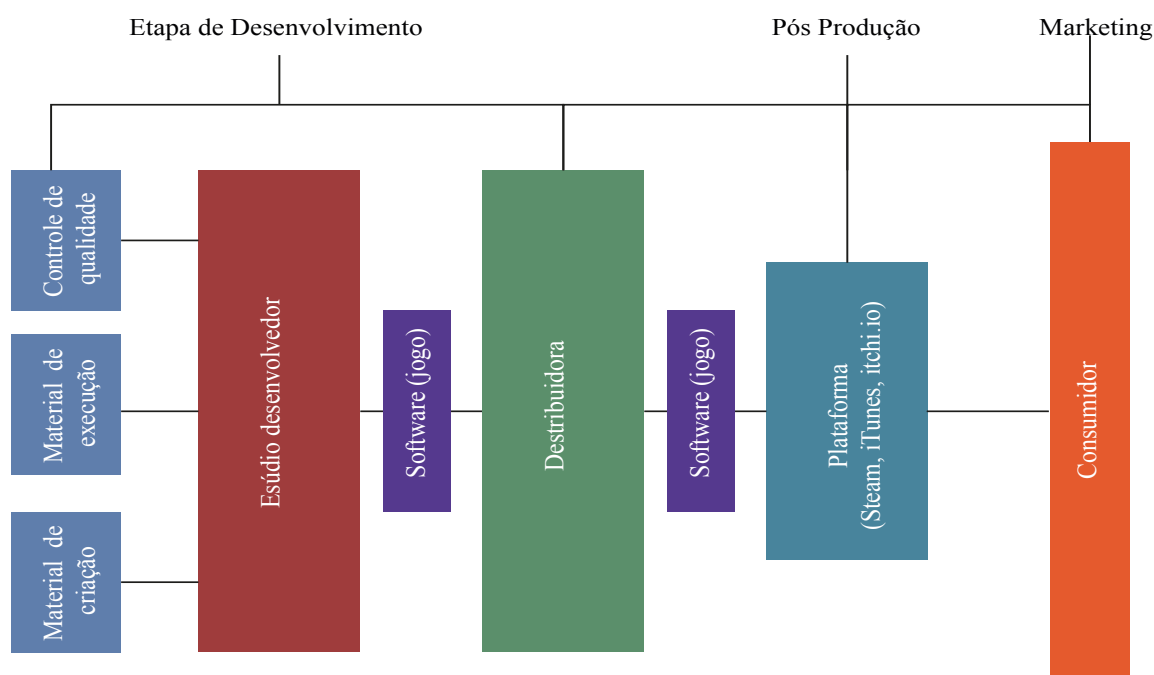 Etapa de Desenvolvimento
Pós Produção
Marketing
Controle de
qualidade
Material de
execução
Material de
criação
Esúdio desenvolvedor
Software (jogo)
Destribuidora
Software (jogo)
Plataforma
(Steam, iTunes, itchi.io)
Consumidor